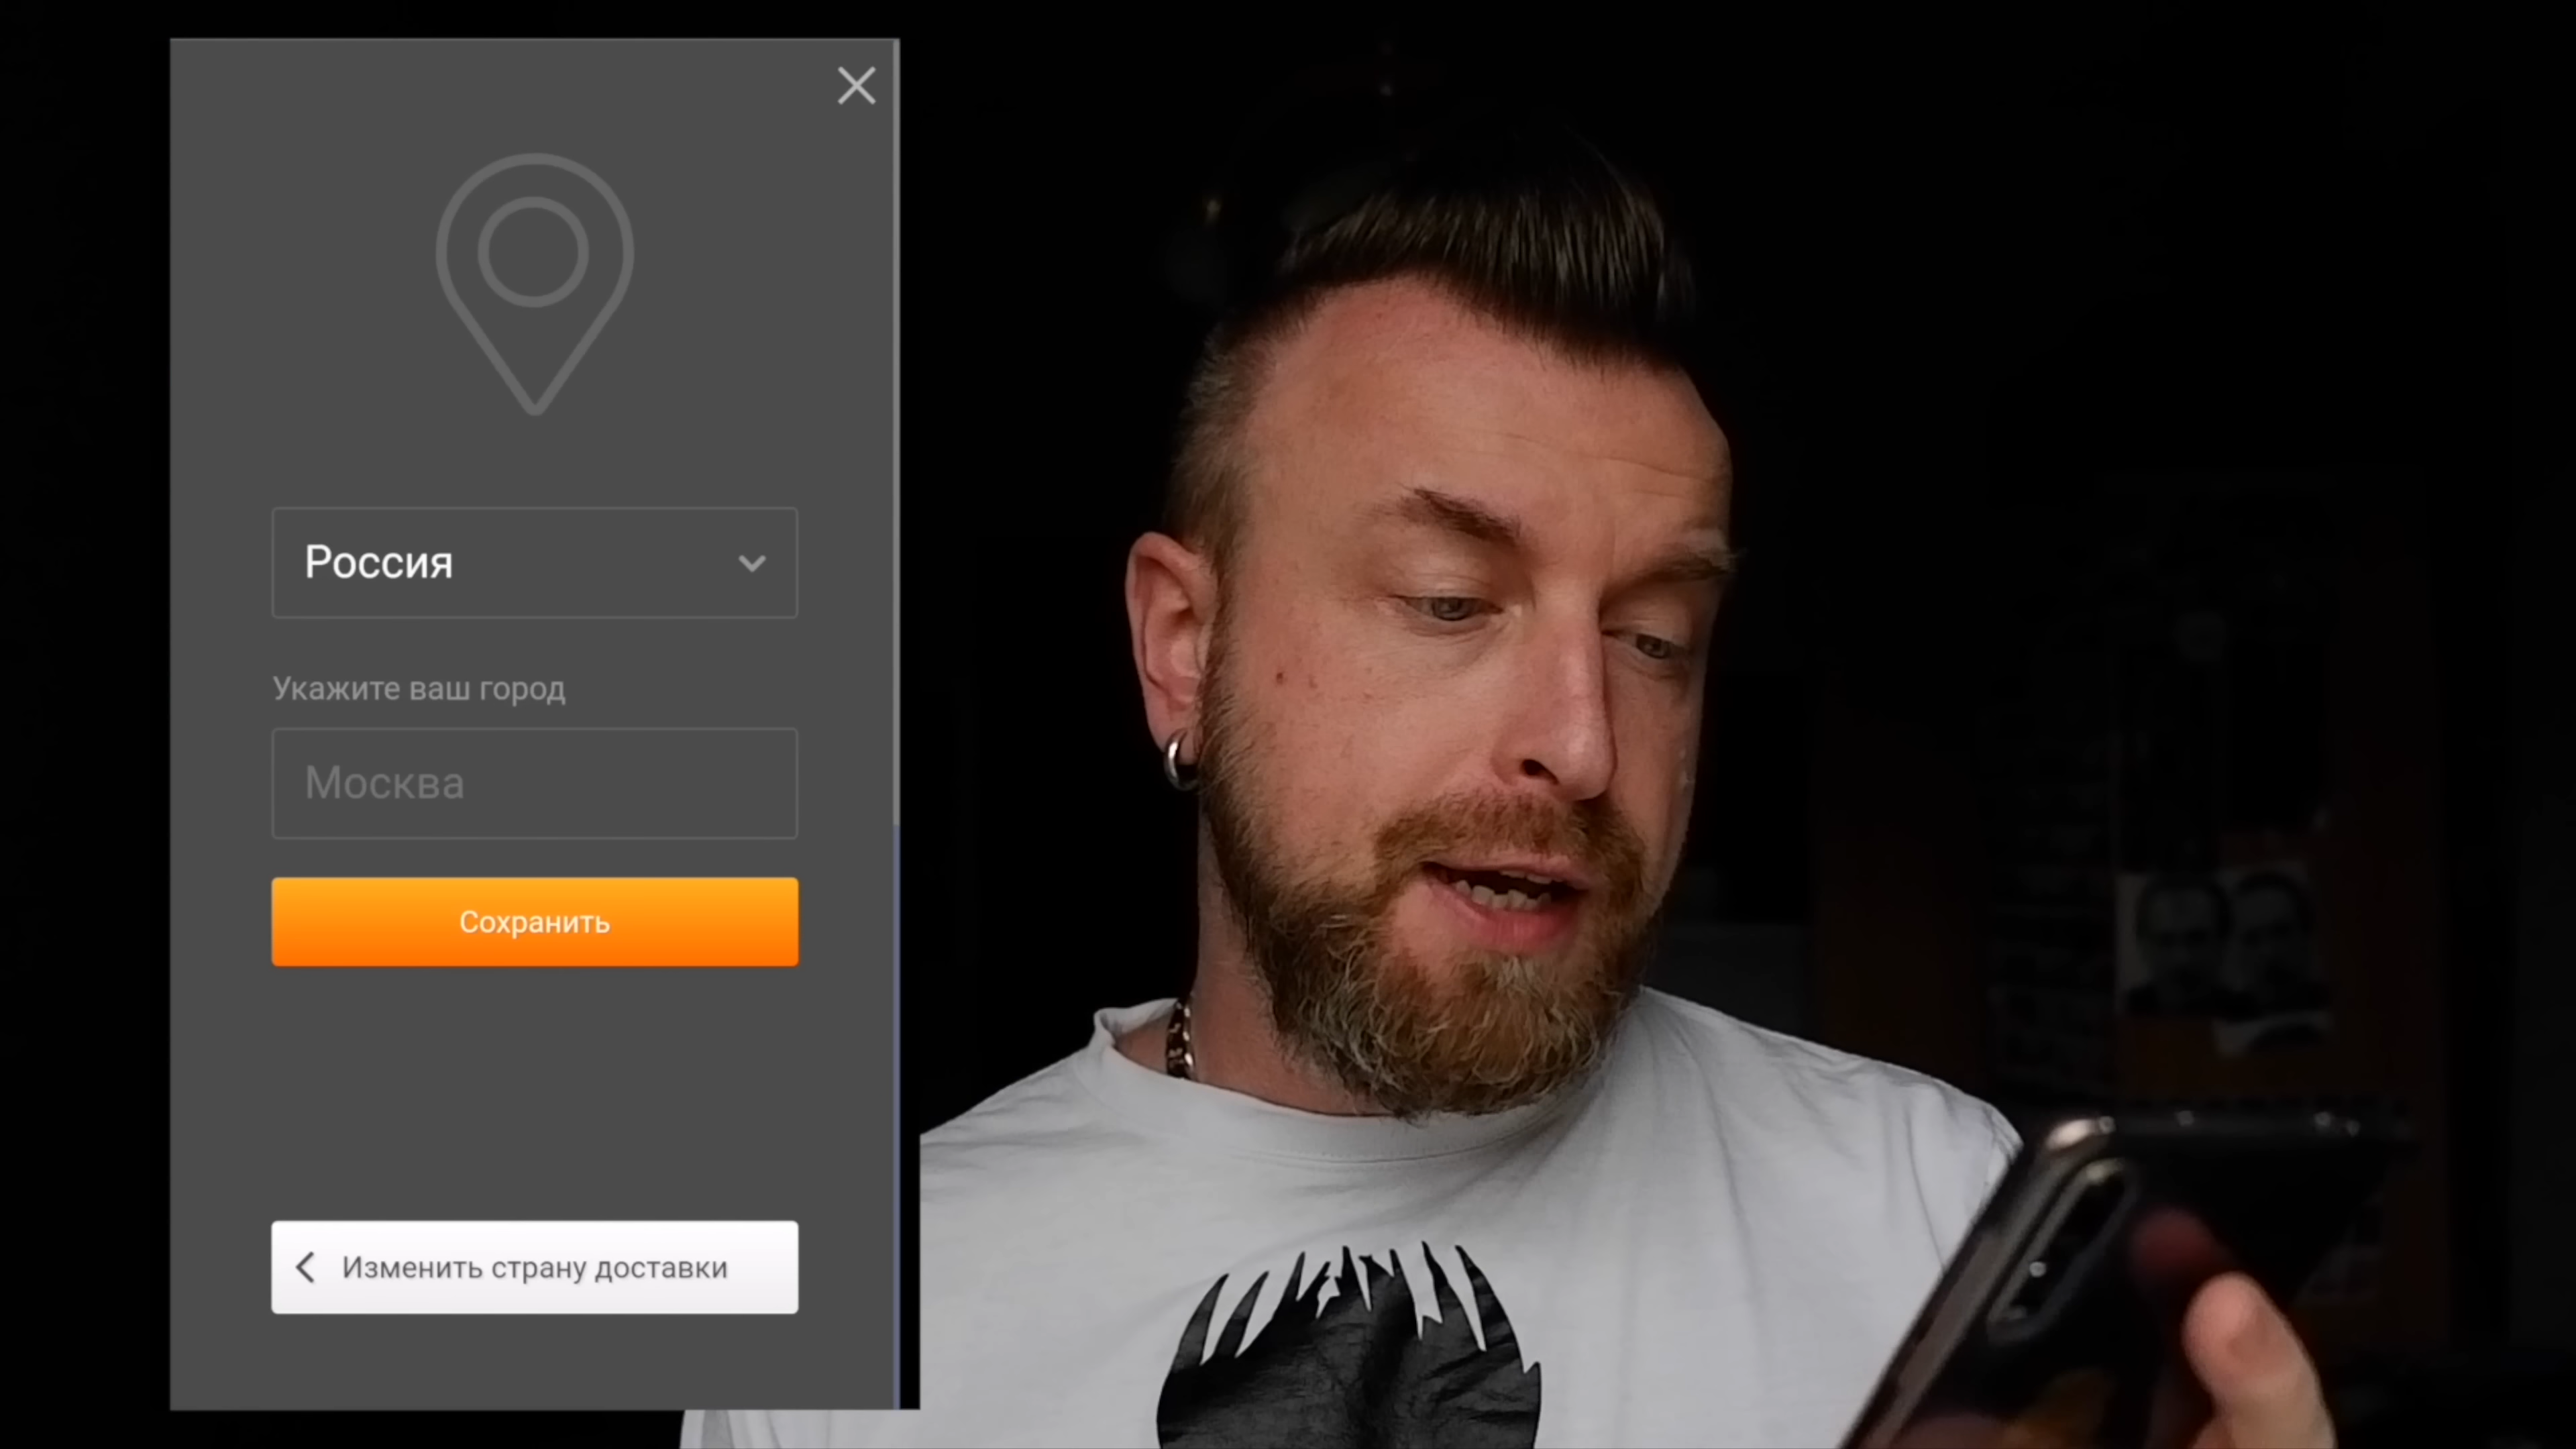 Россия
Укажите ваш город
Москва
Сохранить
Изменить страну доставки